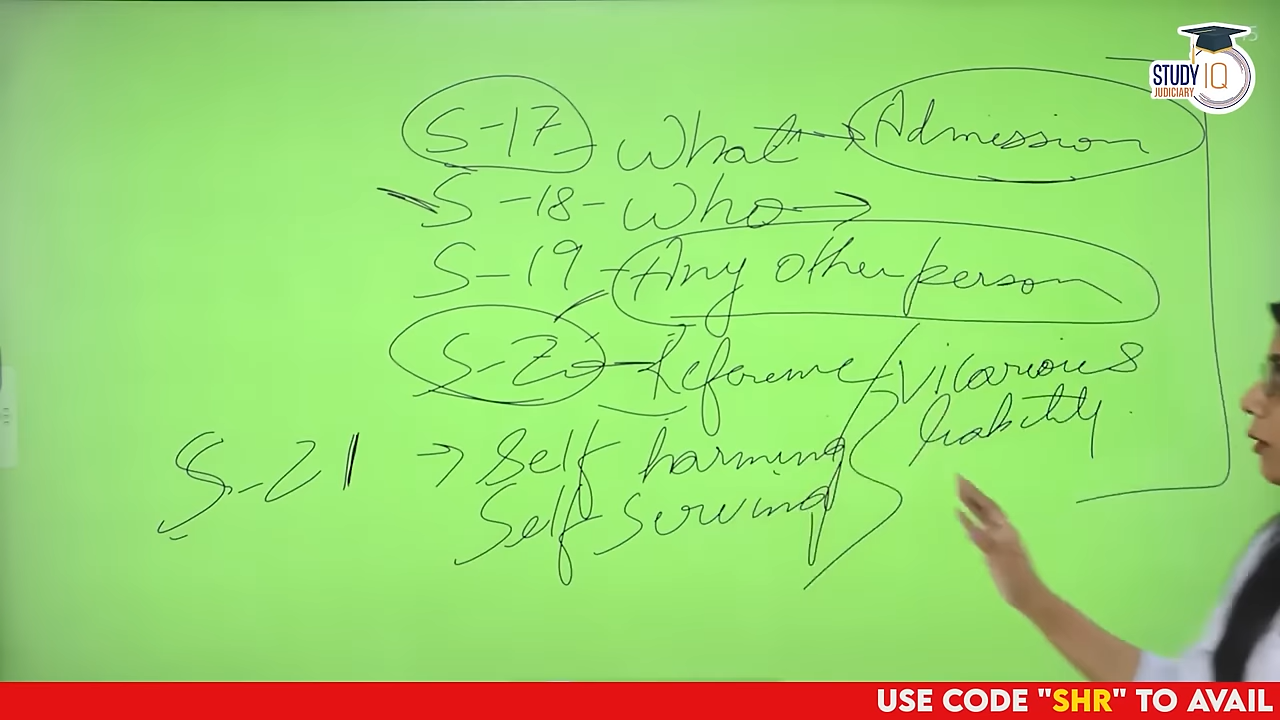 STUDY IQ
JUDICIARY
S-17 - What → Admission
S-18- Who →
S-19 - Any other person
S-20 - Reference / vicarious
liability
S-21 → Self harming
Self serving
USE CODE "SHR" TO AVAIL